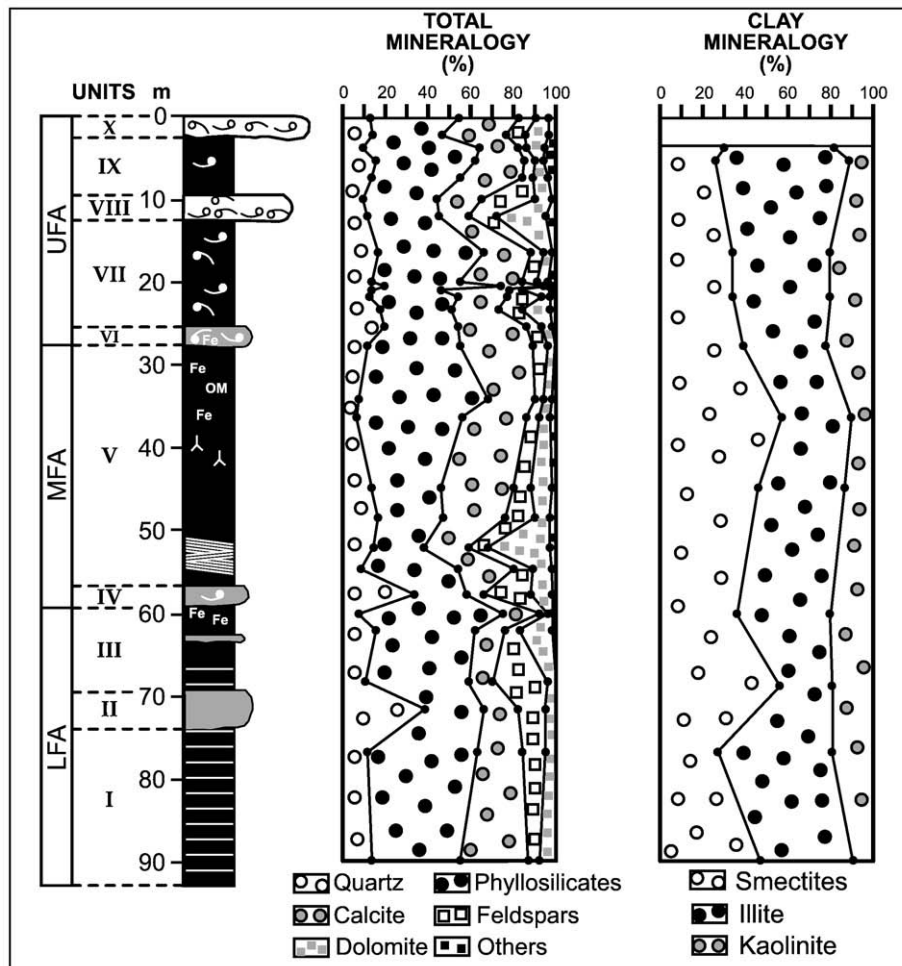 TOTAL MINERALOGY (%)
CLAY MINERALOGY (%)
UNITS m
0 20 40 60 80 100
0 20 40 60 80 100
0
X
IX
10
VIII
UFA
VII
20
VI
Fe
30
Fe
OM
Fe
V
40
MFA
50
IV
60
Fe Fe
III
70
II
LFA
80
I
90
Quartz Phyllosilicates
Calcite Feldspars
Dolomite Others
Smectites
Illite
Kaolinite